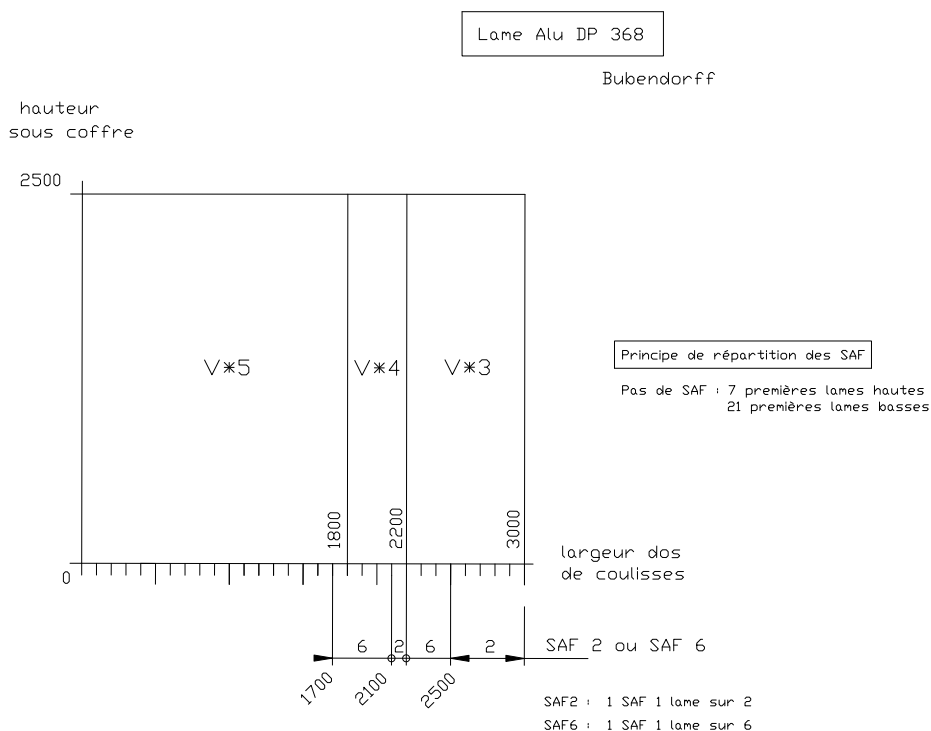 Lame Alu DP 368
Bubendorff
hauteur
sous coffre
2500
V*5
V*4
V*3
Principe de répartition des SAF
Pas de SAF : 7 premières lames hautes
21 premières lames basses
1800
2200
3000
largeur dos
de coulisses
0
6
2
6
2
SAF 2 ou SAF 6
1700
2100
2500
SAF2 : 1 SAF 1 lame sur 2
SAF6 : 1 SAF 1 lame sur 6